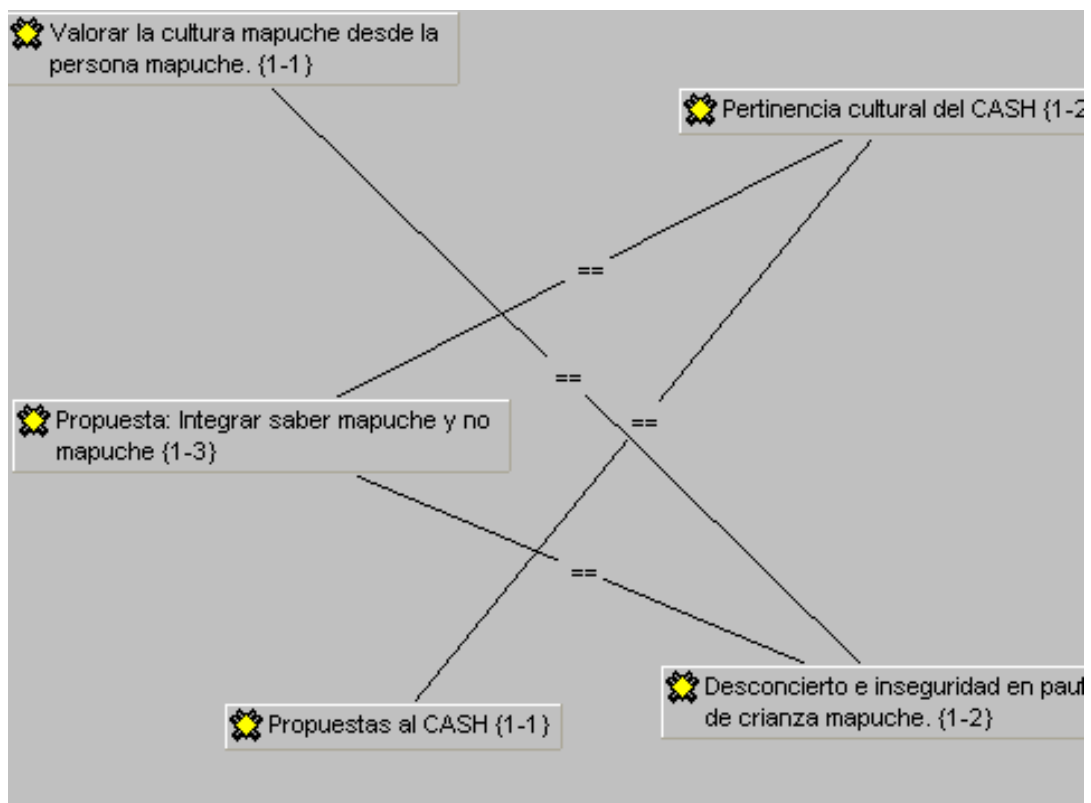 Valorar la cultura mapuche desde la
persona mapuche. {1-1}
Pertinencia cultural del CASH {1-2
==
==
==
Propuesta: Integrar saber mapuche y no
mapuche {1-3}
==
Desconcierto e inseguridad en
de crianza mapuche. {1-2}
Propuestas al CASH {1-1}